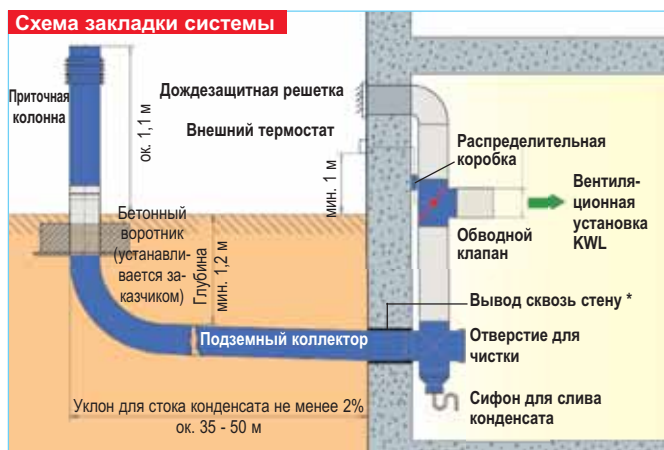 Схема закладки системы
Приточная
колонна
ок. 1,1 м
Дождезащитная решетка
Внешний термостат
мин. 1 м
Распределительная
коробка
Вентиля-
ционная
установка
KWL
Обводной
клапан
Бетонный
воротник
(устанавли-
вается за-
казчиком)
Глубина
мин. 1,2 м
Вывод сквозь стену *
Подземный коллектор
Отверстие для
чистки
Сифон для слива
конденсата
Уклон для стока конденсата не менее 2%
ок. 35 - 50 м